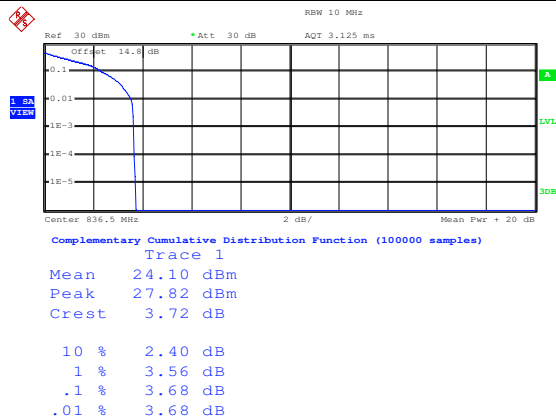 RBW 10 MHz
Ref 30 dBm *Att 30 dB AQT 3.125 ms
Offset 14.8 dB
0.1
A
0.01
1 SA
VIEW
1E-3
LVL
1E-4
1E-5
3DB
Center 836.5 MHz 2 dB/ Mean Pwr + 20 dB
Complementary Cumulative Distribution Function (100000 samples)
Trace 1
Mean 24.10 dBm
Peak 27.82 dBm
Crest 3.72 dB
10 % 2.40 dB
1 % 3.56 dB
.1 % 3.68 dB
.01 % 3.68 dB